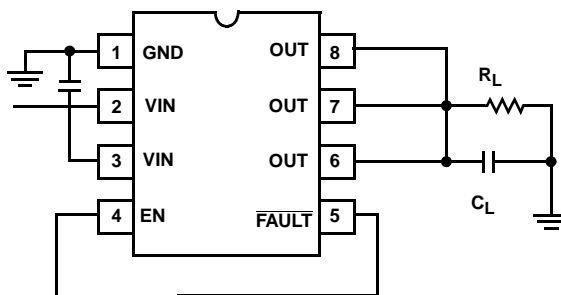 1 GND OUT 8
2 VIN OUT 7
3 VIN OUT 6
4 EN FAULT 5
RL
CL